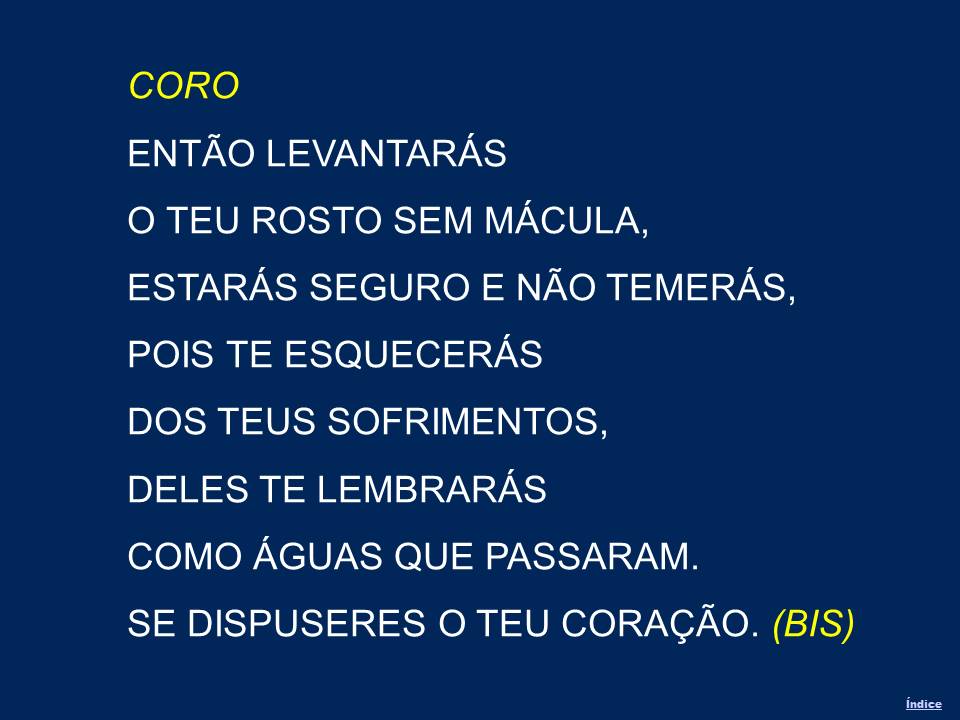 CORO
ENTÃO LEVANTARÁS
O TEU ROSTO SEM MÁCULA,
ESTARÁS SEGURO E NÃO TEMERÁS,
POIS TE ESQUECERÁS
DOS TEUS SOFRIMENTOS,
DELES TE LEMBRARÁS
COMO ÁGUAS QUE PASSARAM.
SE DISPUSERES O TEU CORAÇÃO. (BIS)
Índice